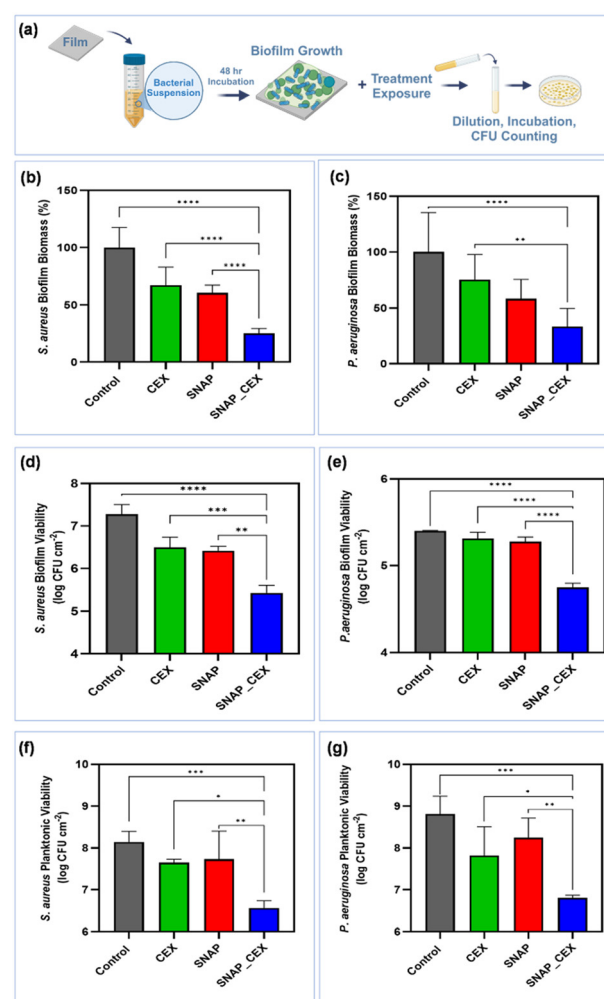 (a)
Film
Bacterial
Suspension
48 hr
Incubation
Biofilm Growth
+ Treatment
Exposure
Dilution, Incubation,
CFU Counting
(b)
S. aureus Biofilm Biomass (%)
150
100
50
0
****
****
****
Control
CEX
SNAP
SNAP_CEX
(c)
P. aeruginosa Biofilm Biomass (%)
150
100
50
0
****
**
Control
CEX
SNAP
SNAP_CEX
(d)
S. aureus Biofilm Viability
(log CFU cm⁻²)
8
7
6
5
4
****
***
**
Control
CEX
SNAP
SNAP_CEX
(e)
P.aeruginosa Biofilm Viability
(log CFU cm⁻²)
6
5
4
****
****
****
Control
CEX
SNAP
SNAP_CEX
(f)
S. aureus Planktonic Viability
(log CFU cm⁻²)
10
9
8
7
6
***
*
**
Control
CEX
SNAP
SNAP_CEX
(g)
P. aeruginosa Planktonic Viability
(log CFU cm⁻²)
10
9
8
7
6
***
*
**
Control
CEX
SNAP
SNAP_CEX